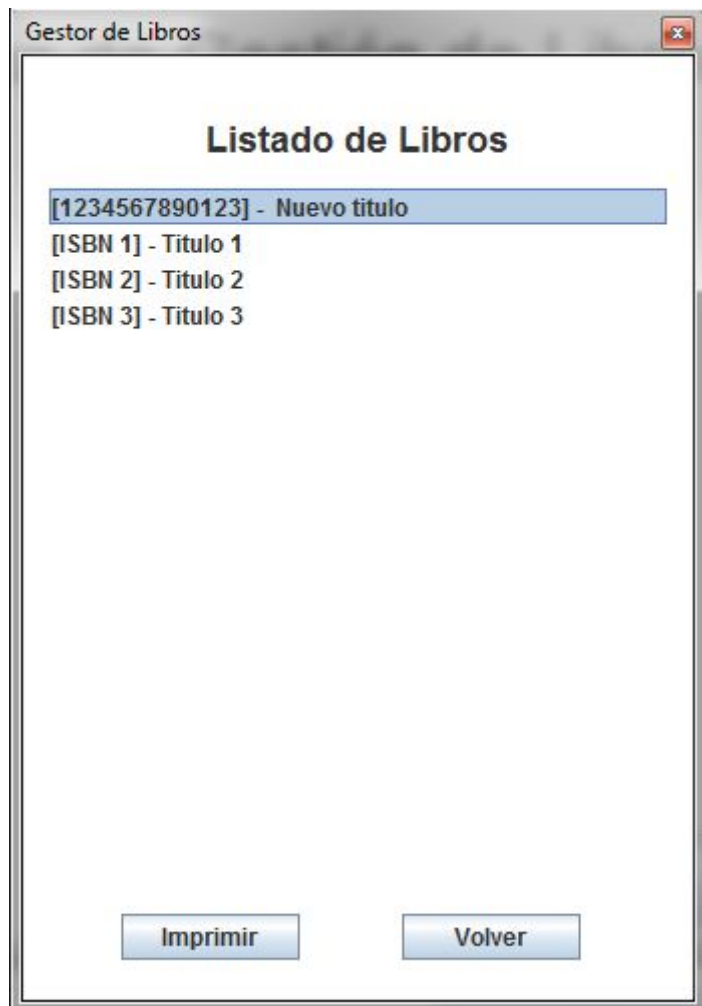 Gestor de Libros
Listado de Libros
[1234567890123] - Nuevo titulo
[ISBN 1] - Titulo 1
[ISBN 2] - Titulo 2
[ISBN 3] - Titulo 3
Imprimir Volver